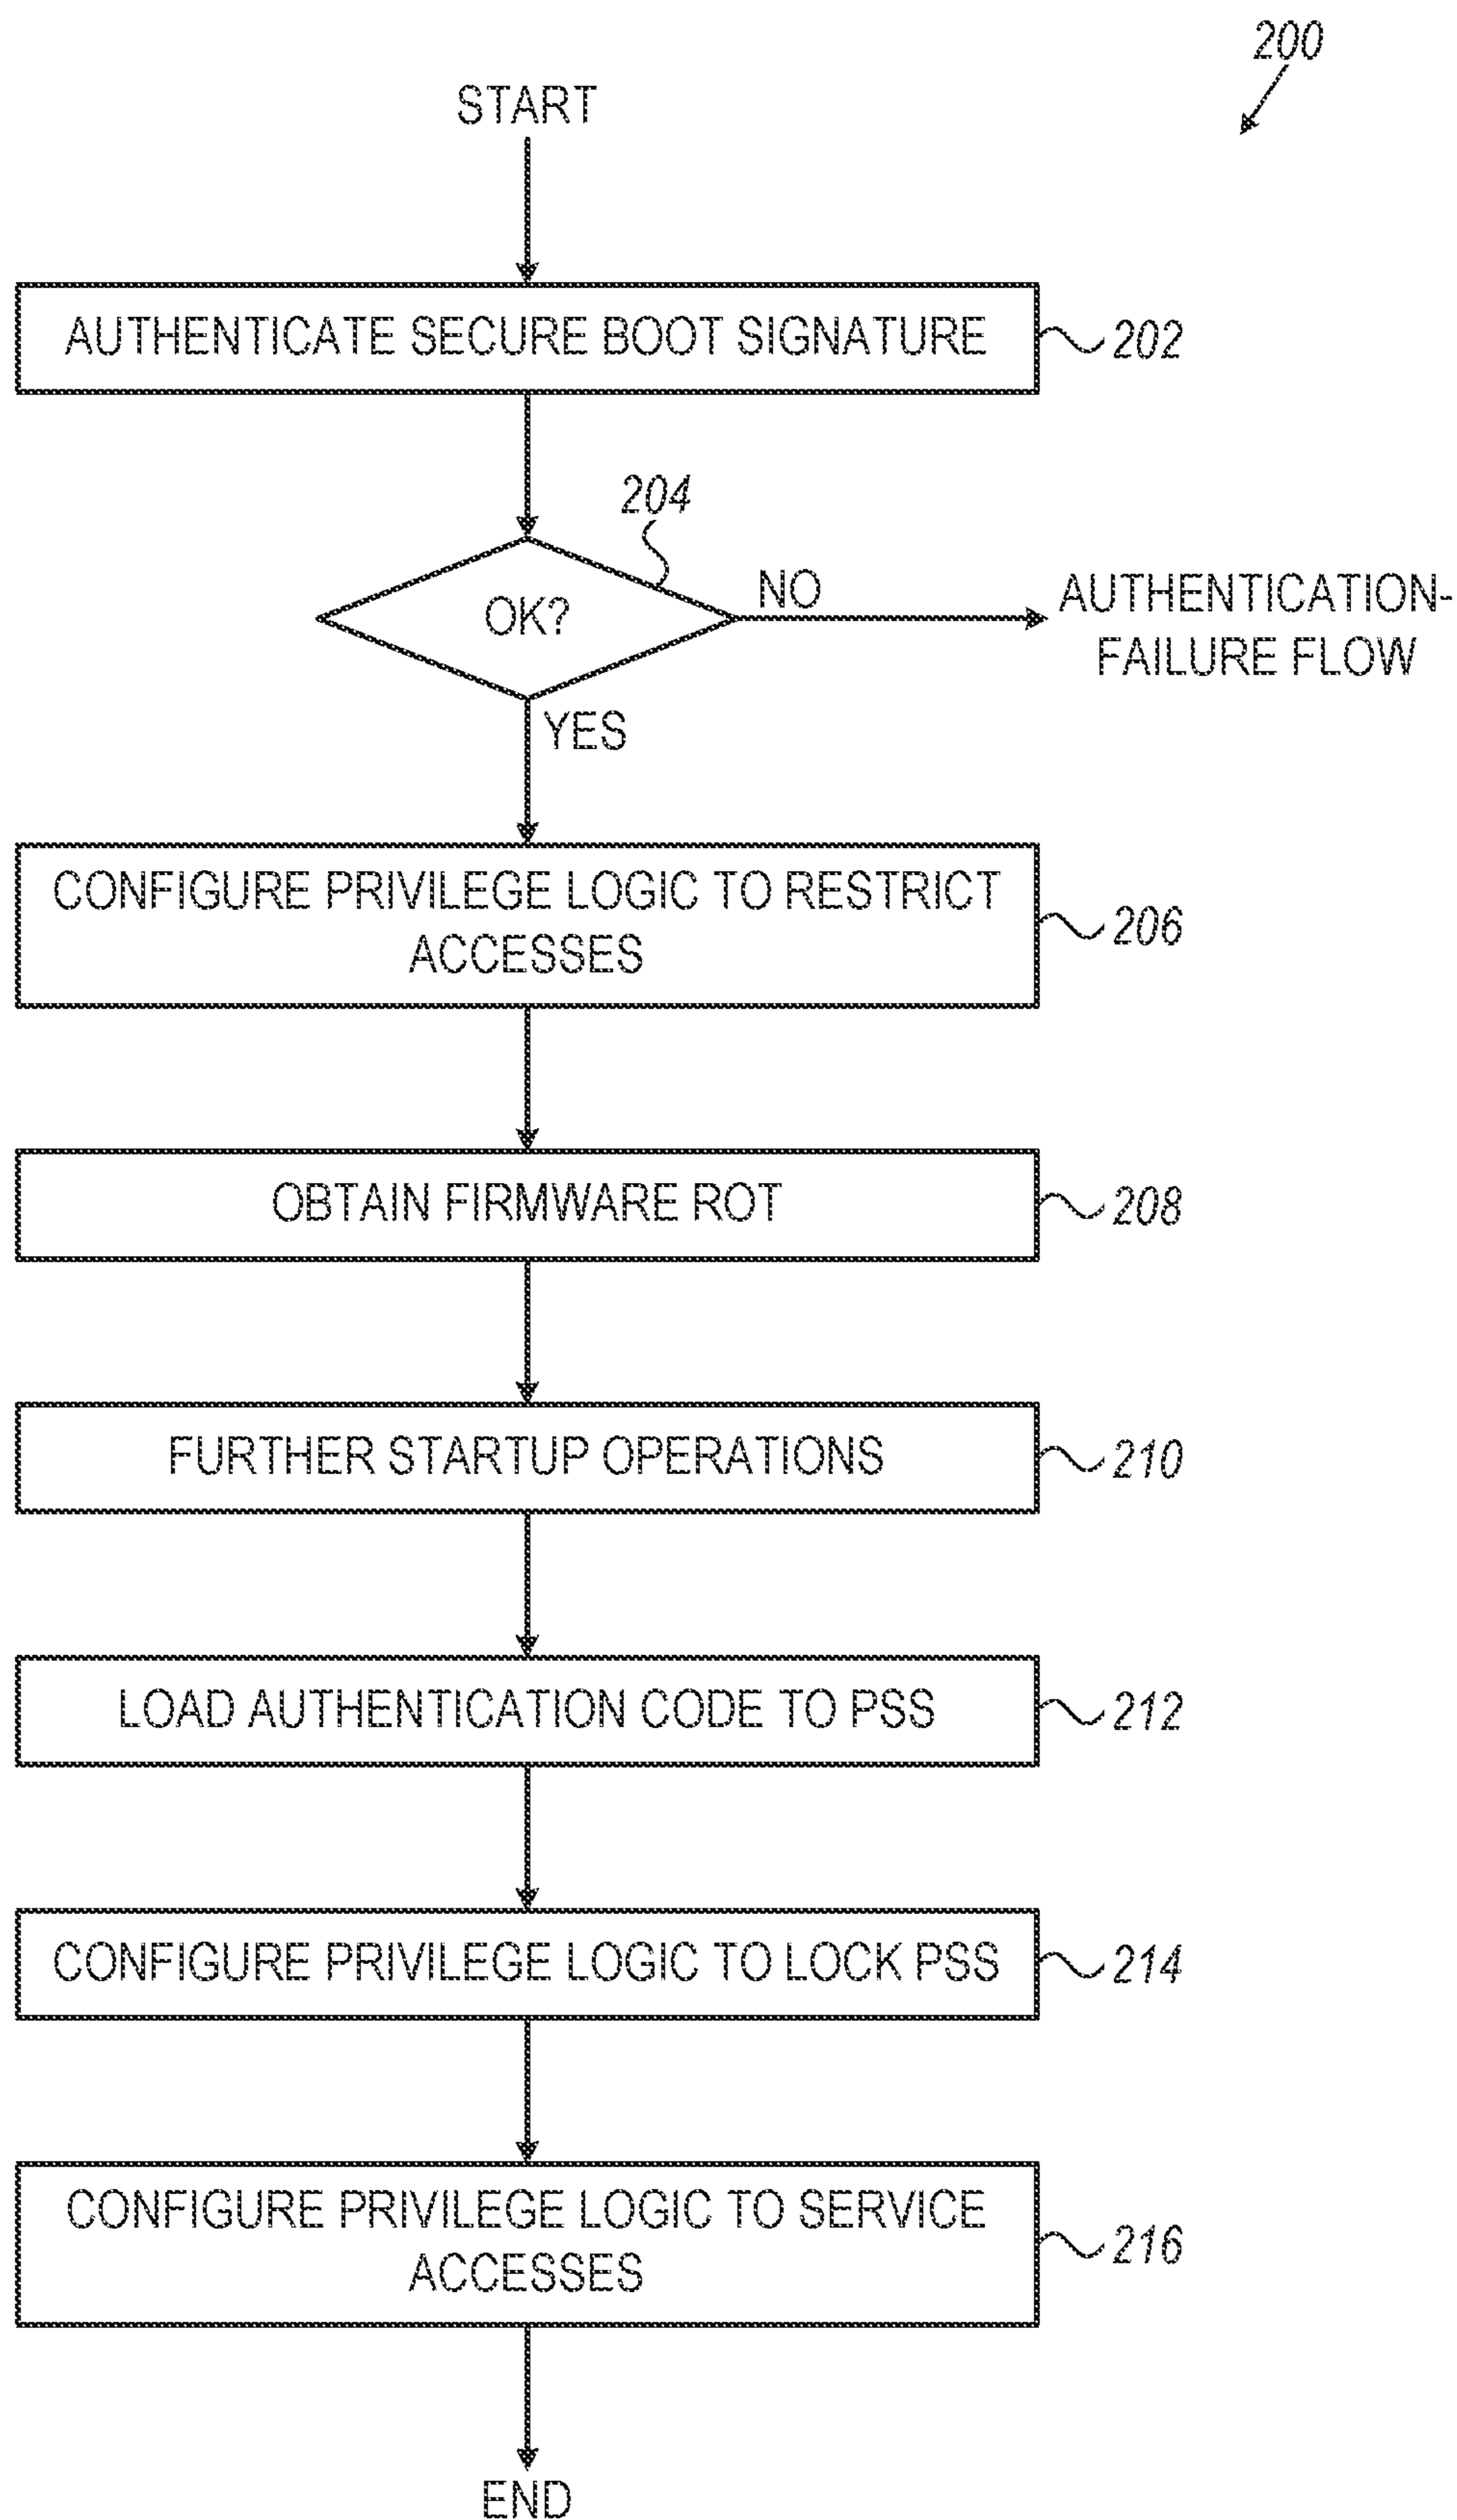 200
START
AUTHENTICATE SECURE BOOT SIGNATURE
202
204
OK?
NO
AUTHENTICATION-
FAILURE FLOW
YES
CONFIGURE PRIVILEGE LOGIC TO RESTRICT
ACCESSES
206
OBTAIN FIRMWARE ROT
208
FURTHER STARTUP OPERATIONS
210
LOAD AUTHENTICATION CODE TO PSS
212
CONFIGURE PRIVILEGE LOGIC TO LOCK PSS
214
CONFIGURE PRIVILEGE LOGIC TO SERVICE
ACCESSES
216
END